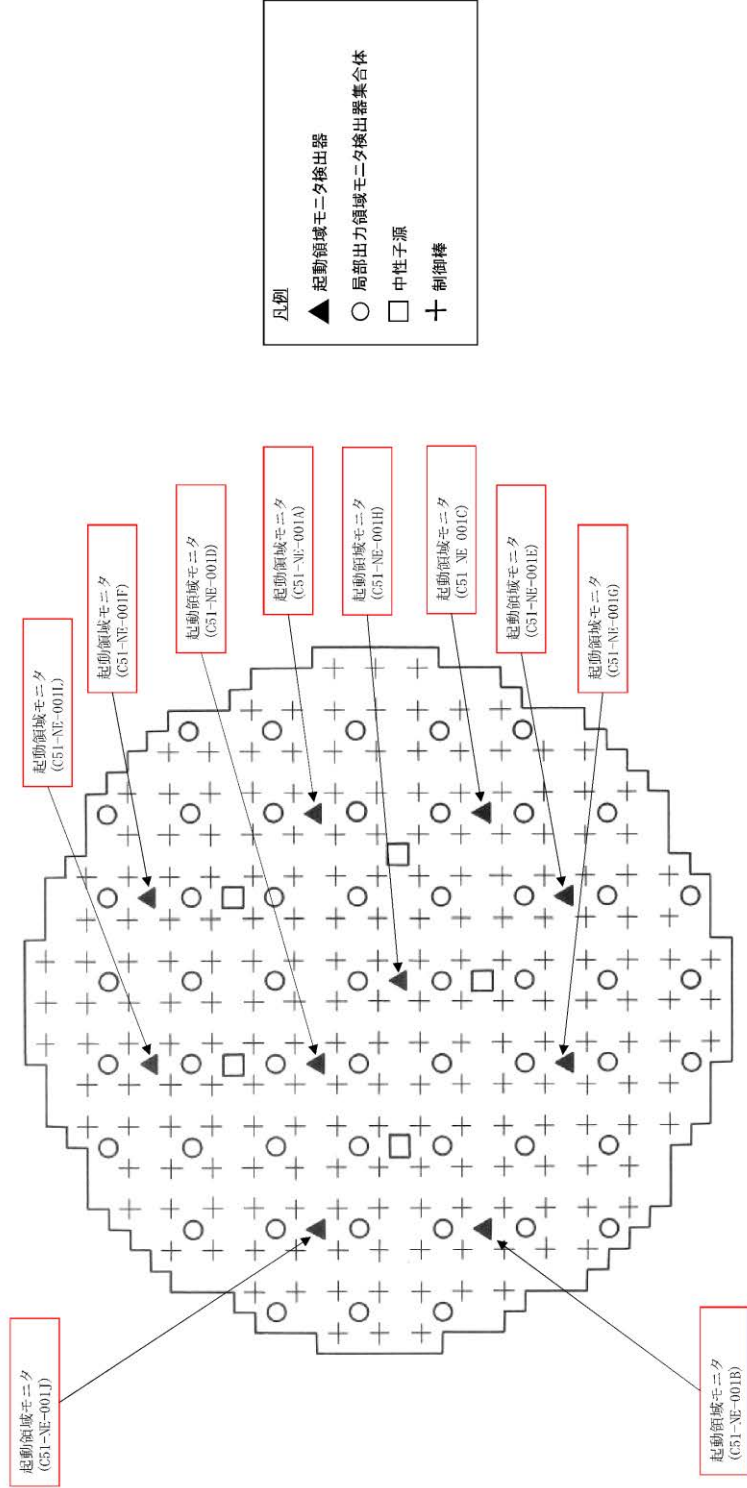 起動領域モニタ
(C51-NE-001J)
起動領域モニタ
(C51-NE-001B)
起動領域モニタ
(C51-NE-001L)
起動領域モニタ
(C51-NE-001F)
起動領域モニタ
(C51-NE-001D)
起動領域モニタ
(C51-NE-001A)
起動領域モニタ
(C51-NE-001H)
起動領域モニタ
(C51 NE 001C)
起動領域モニタ
(C51-NE-001E)
起動領域モニタ
(C51-NE-001G)
凡例
起動領域モニタ検出器
局部出力領域モニタ検出器集合体
中性子源
制御棒